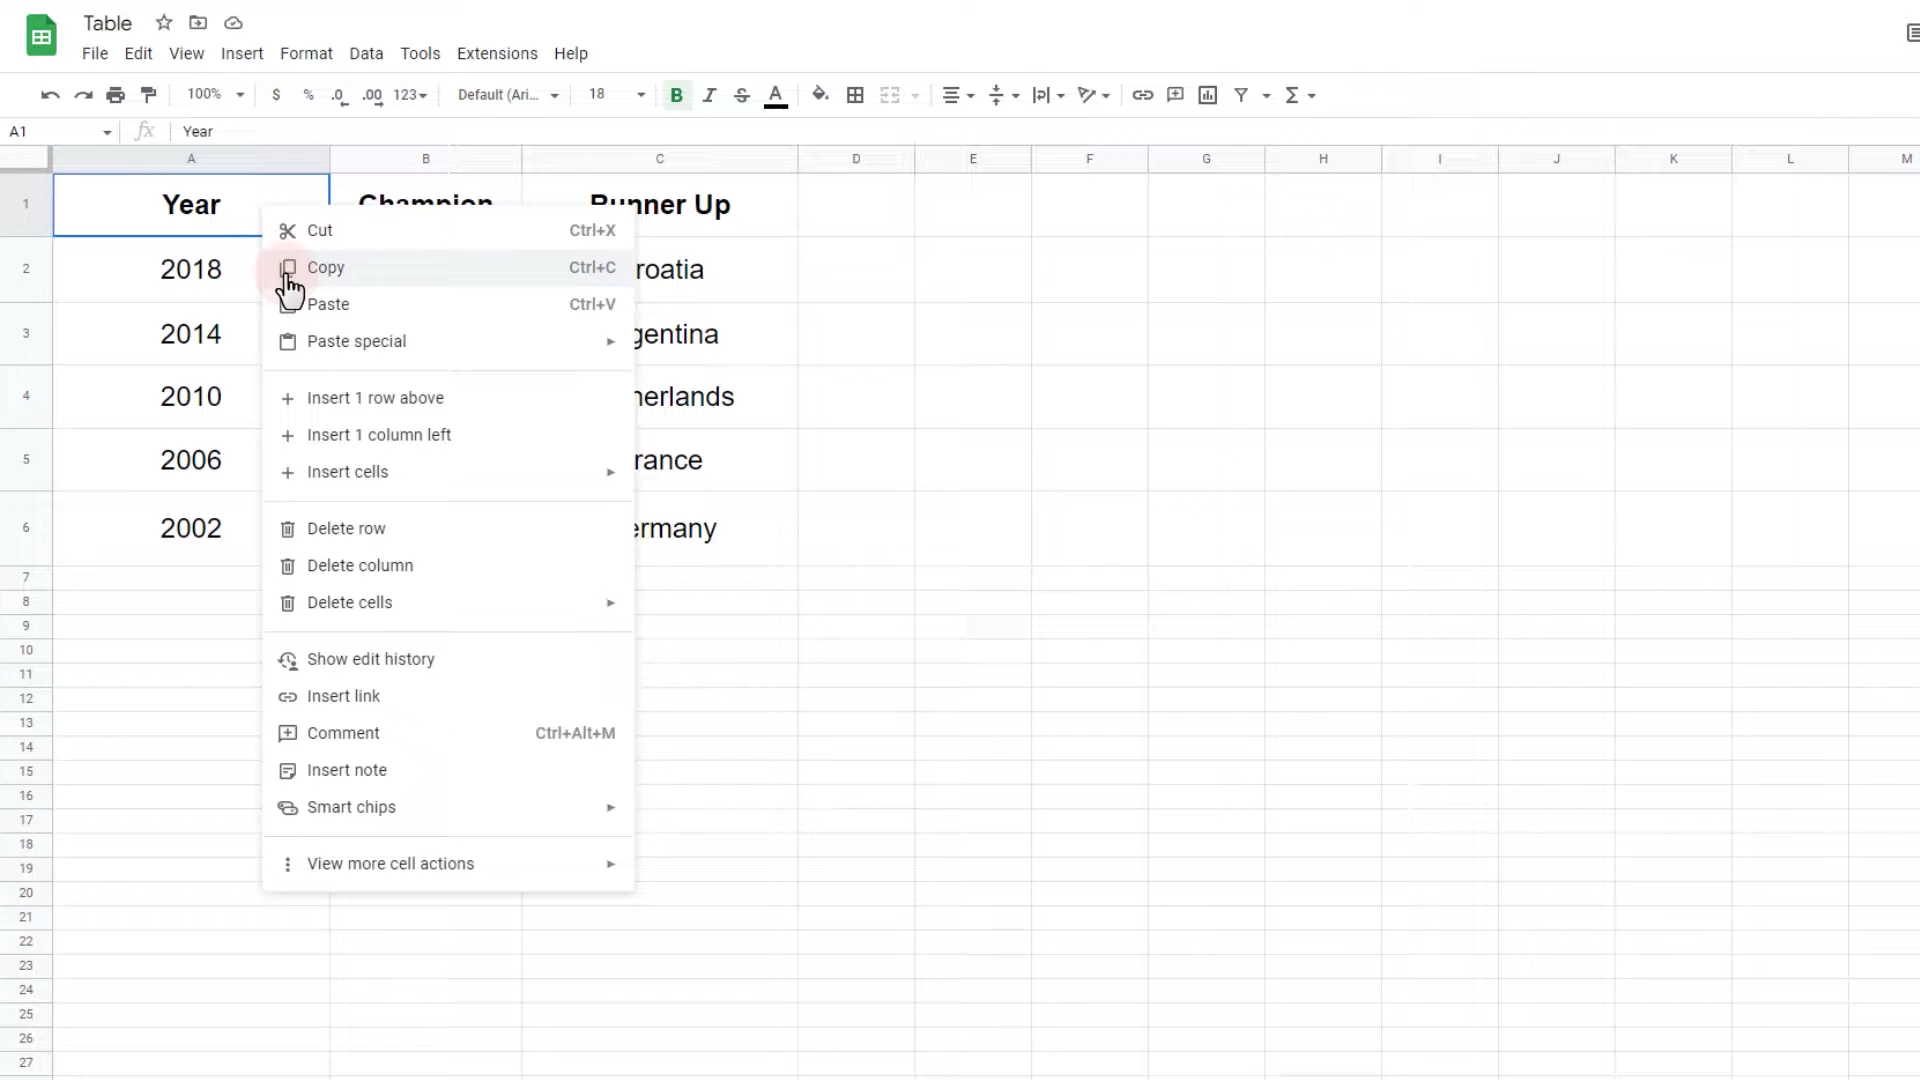 Table
File Edit View Insert Format Data Tools Extensions Help
100% $ % .0 .00 123 Default (Ari... 18 B I S A Σ
A1 fx Year
A B C D E F G H I J K L M
1 Year Champion Runner Up
Cut Ctrl+X
2 2018 Copy Ctrl+C roatia
Paste Ctrl+V
3 2014 Paste special gentina
4 2010 Insert 1 row above herlands
Insert 1 column left
5 2006 Insert cells rance
6 2002 Delete row ermany
Delete column
7
8 Delete cells
9
10 Show edit history
11
12 Insert link
13 Comment Ctrl+Alt+M
14
15 Insert note
16 Smart chips
17
18
19 View more cell actions
20
21
22
23
24
25
26
27